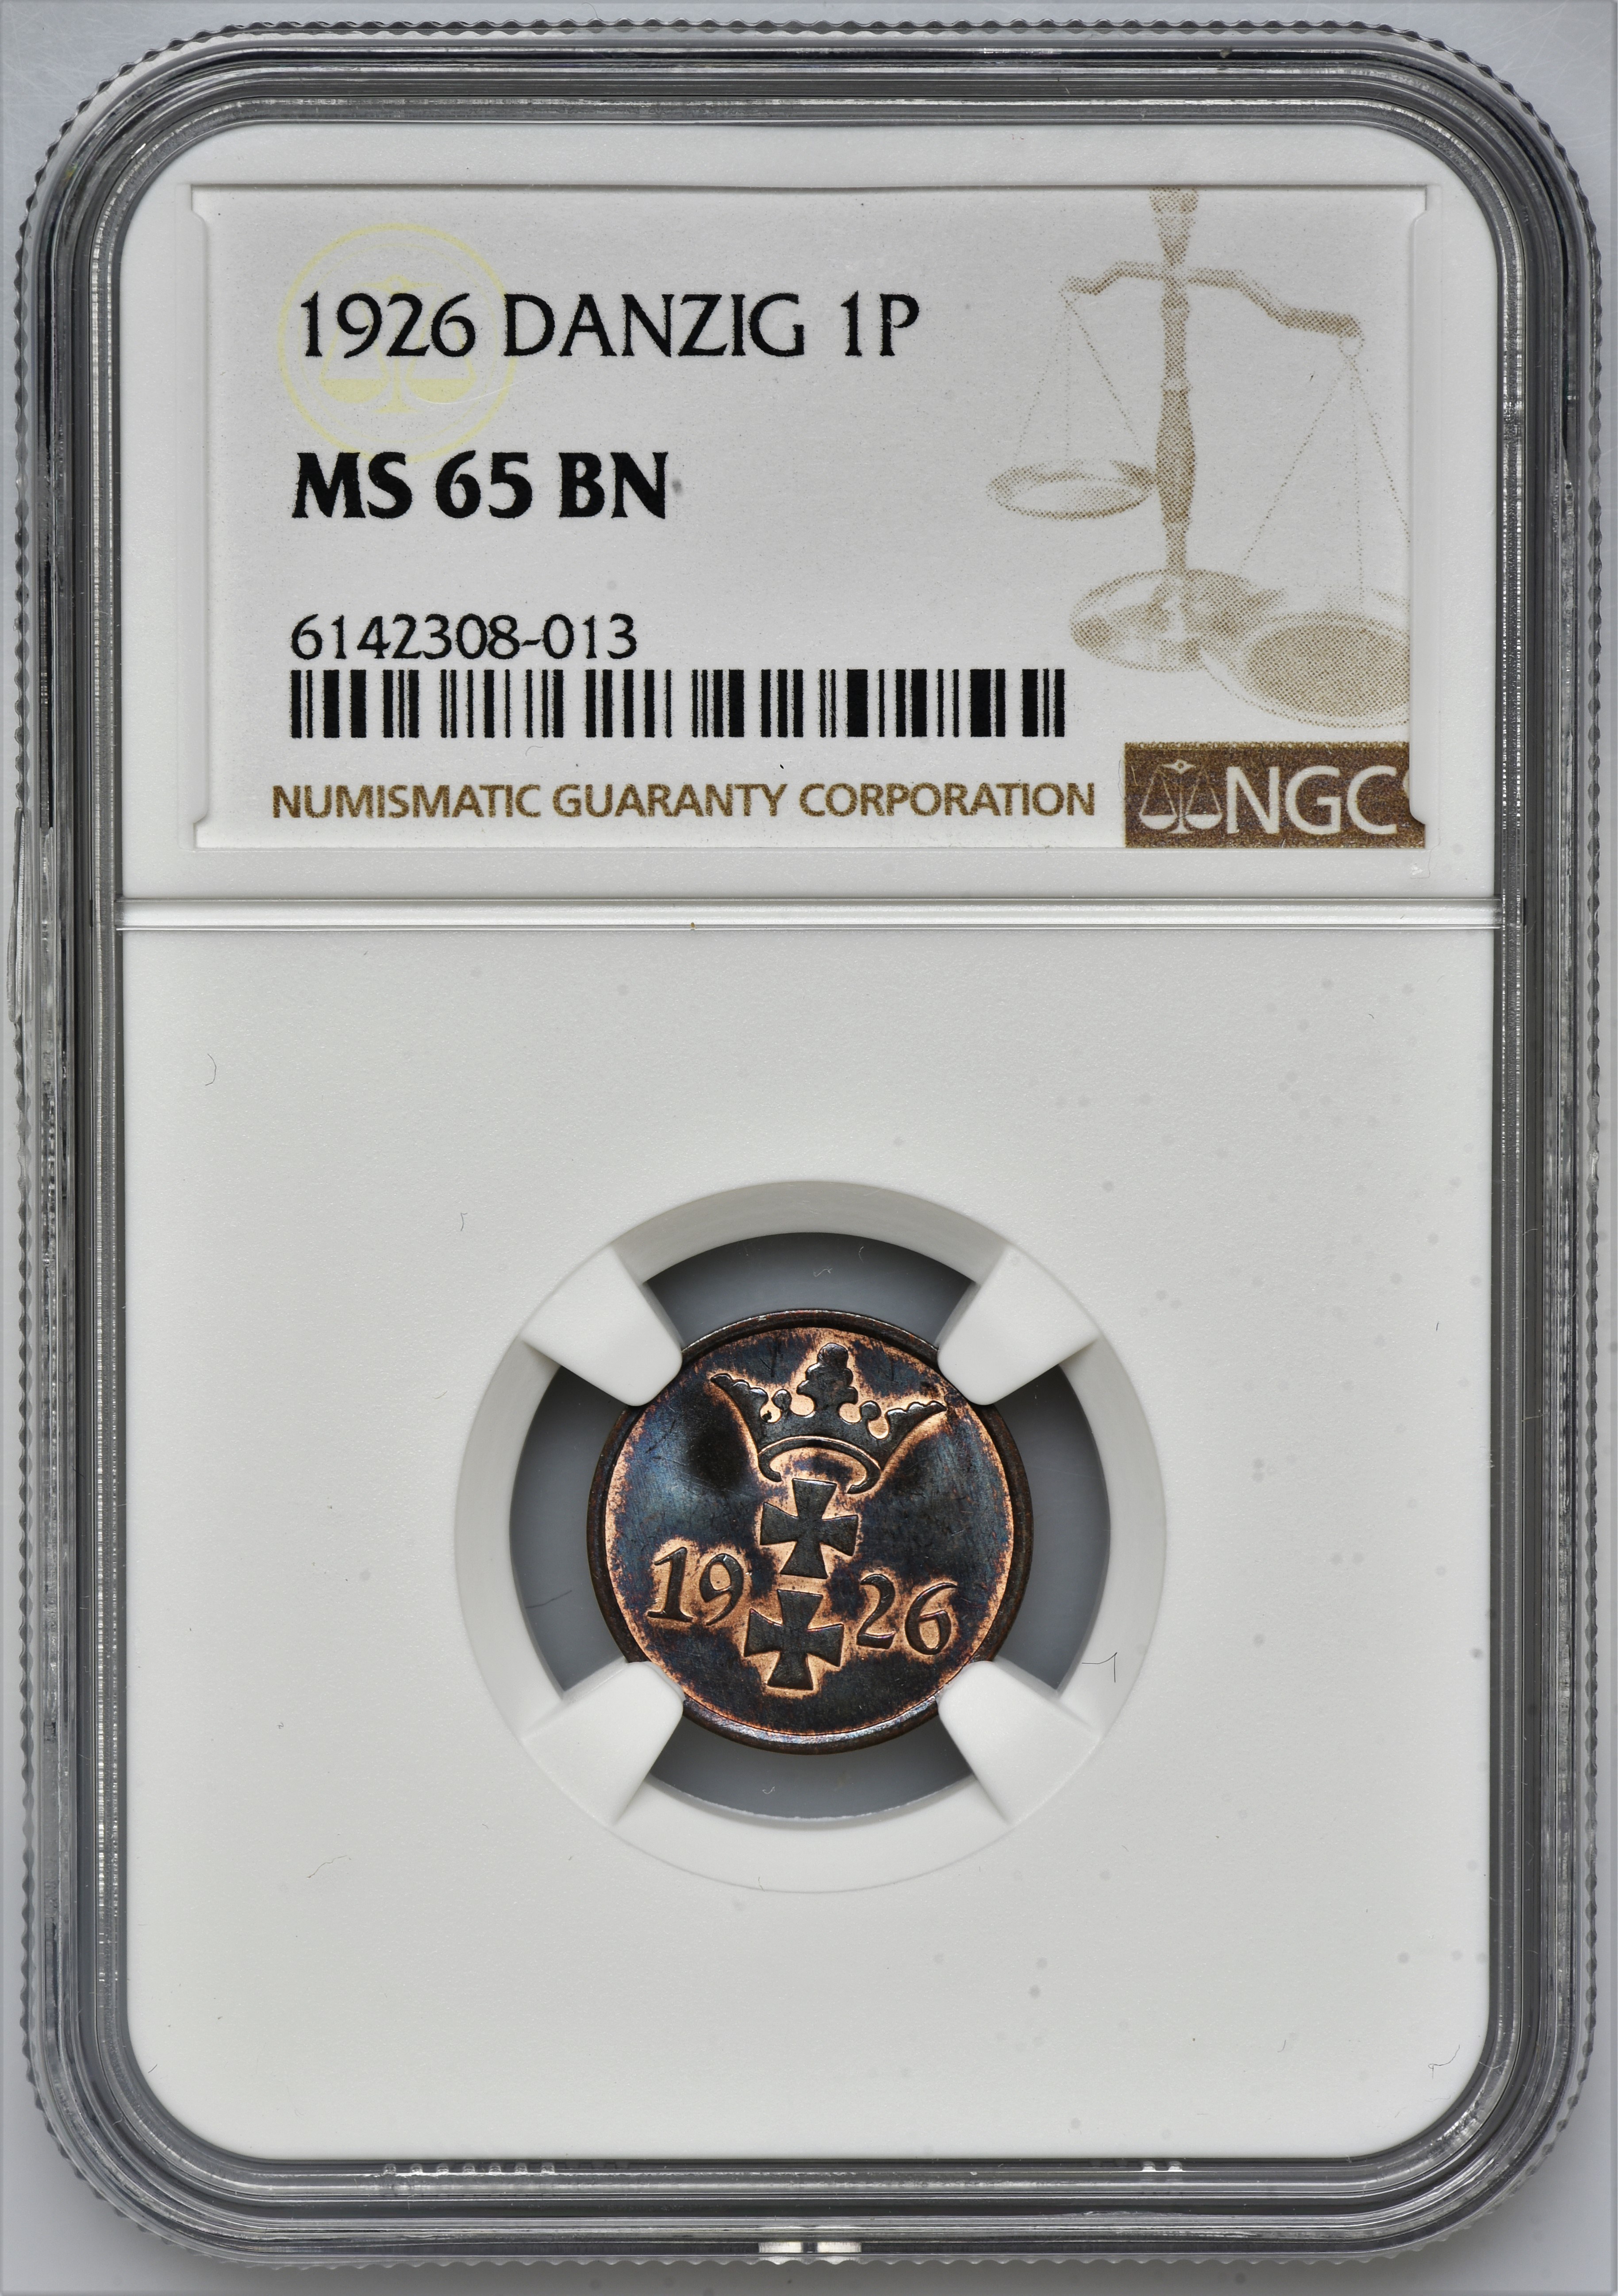 1926 DANZIG 1P
MS 65 BN
6142308-013
NUMISMATIC GUARANTY CORPORATION
NGC
19 26